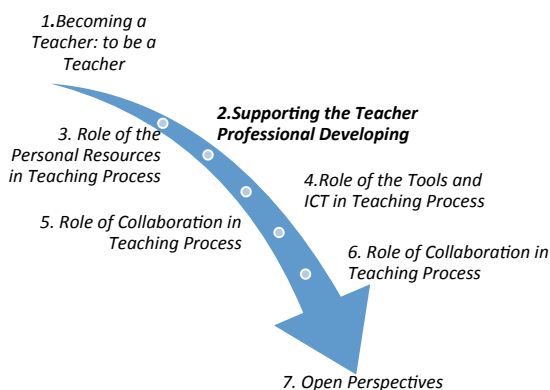 1.Becoming a
Teacher: to be a
Teacher
2.Supporting the Teacher
Professional Developing
3. Role of the
Personal Resources
in Teaching Process
4.Role of the Tools and
ICT in Teaching Process
5. Role of Collaboration in
Teaching Process
6. Role of Collaboration in
Teaching Process
7. Open Perspectives